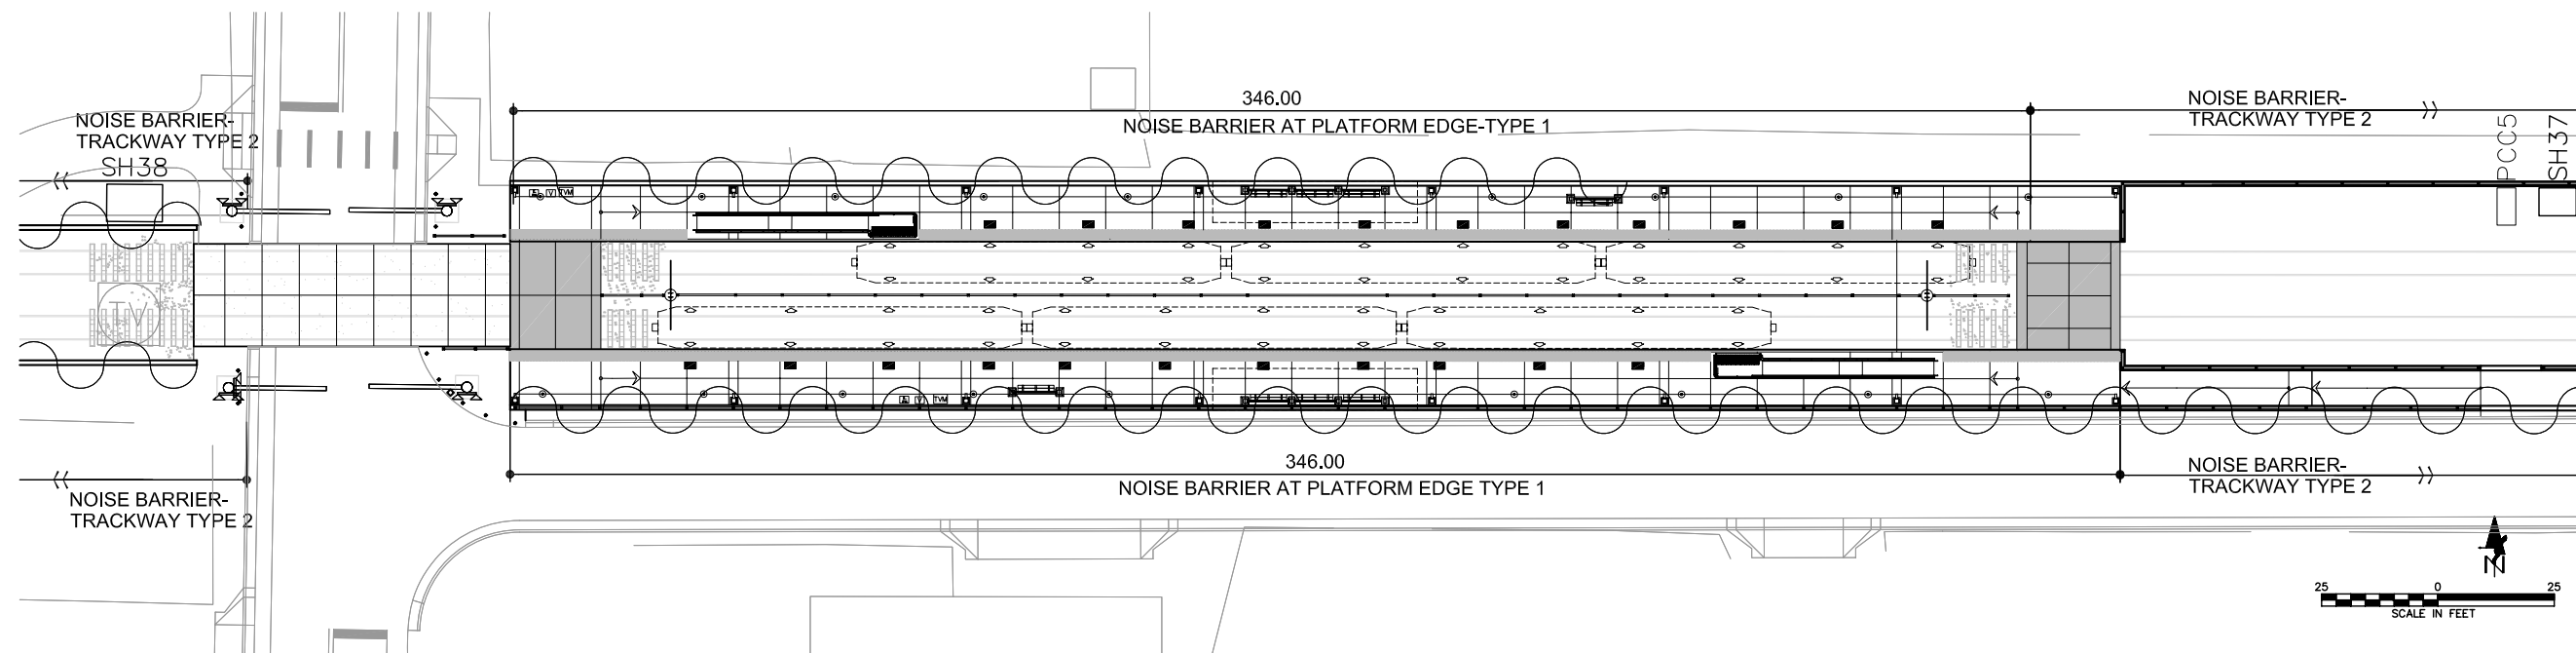 346.00
NOISE BARRIER AT PLATFORM EDGE-TYPE 1
NOISE BARRIER-
TRACKWAY TYPE 2
NOISE BARRIER-
TRACKWAY TYPE 2
SH38
PCC5
SH37
V
TVM
TV
V
TVM
346.00
NOISE BARRIER AT PLATFORM EDGE TYPE 1
NOISE BARRIER-
TRACKWAY TYPE 2
NOISE BARRIER-
TRACKWAY TYPE 2
N
25
0
25
SCALE IN FEET